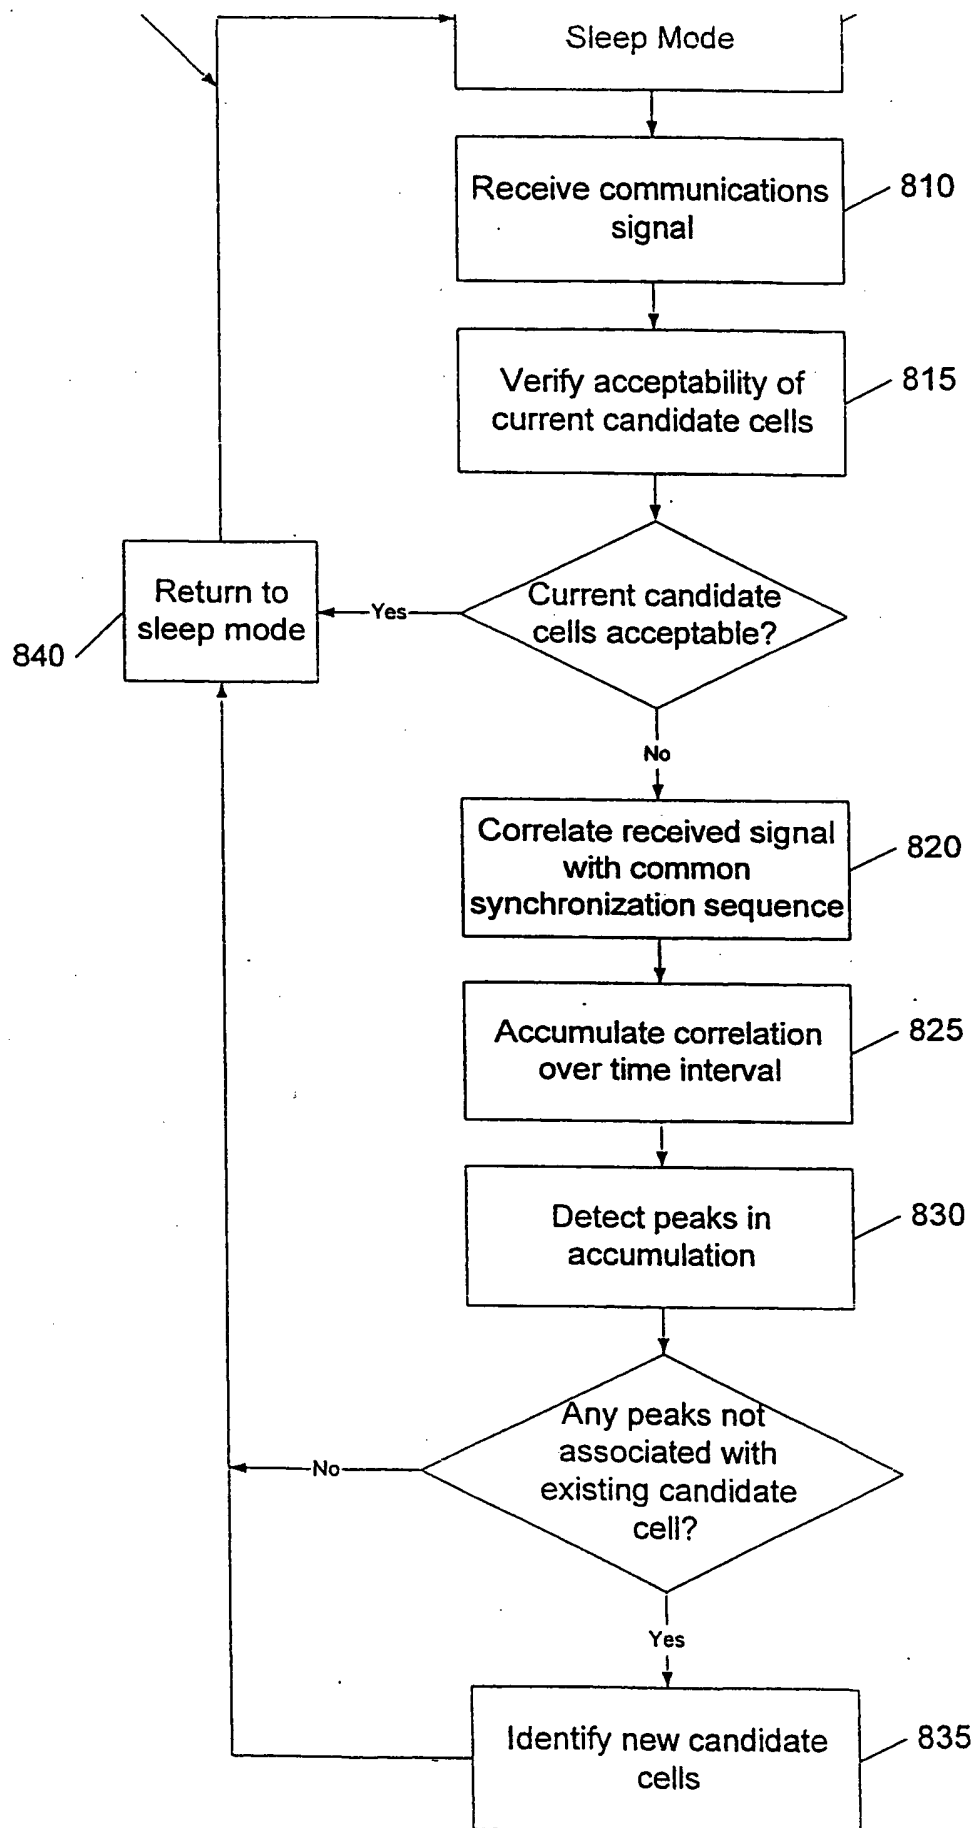 Sleep Mode
Receive communications
signal
810
Verify acceptability of
current candidate cells
815
Current candidate
cells acceptable?
Yes
Return to
sleep mode
840
No
Correlate received signal
with common
synchronization sequence
820
Accumulate correlation
over time interval
825
Detect peaks in
accumulation
830
Any peaks not
associated with
existing candidate
cell?
No
Yes
Identify new candidate
cells
835